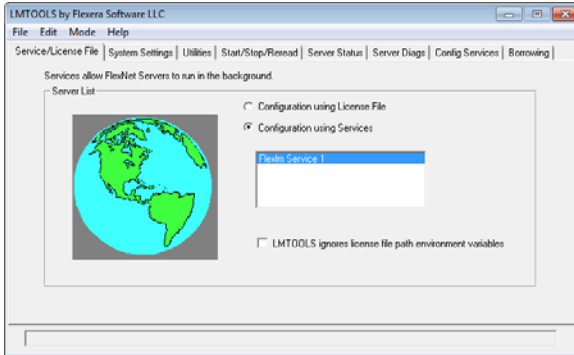 LMTOOLS by Flexera Software LLC
File Edit Mode Help
Service/License File System Settings Utilities Start/Stop/Reread Server Status Server Diags Config Services Borrowing
Services allow FlexNet Servers to run in the background.
Server List
Configuration using License File
Configuration using Services
Flexlm Service 1
LMTOOLS ignores license file path environment variables